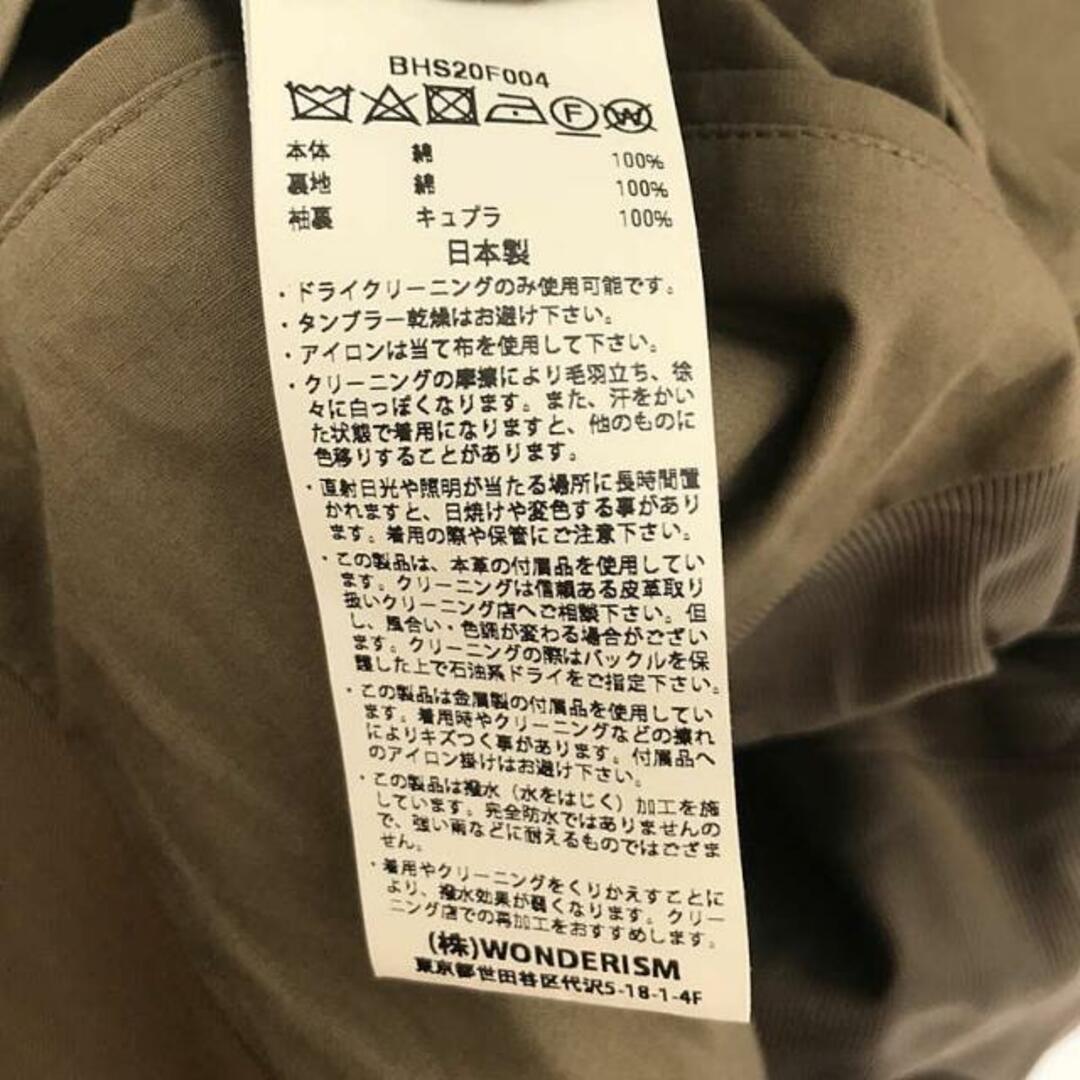 BHS20F004
F W
本体 綿 100%
裏地 綿 100%
袖裏 キュプラ 100%
日本製
・ドライクリーニングのみ使用可能です。
・タンブラー乾燥はお避け下さい。
・アイロンは当て布を使用して下さい。
・クリーニングの摩擦により毛羽立ち、徐
々に白っぽくなります。また、汗をかい
た状態で着用になりますと、他のものに
色移りすることがあります。
・直射日光や照明が当たる場所に長時間置
かれますと、日焼けや変色する事があり
ます。着用の際や保管にご注意下さい。
・この製品は、本革の付属品を使用してい
ます。クリーニングは信頼ある皮革取り
扱いクリーニング店へご相談下さい。但
し、風合い・色調が変わる場合がござい
ます。クリーニングの際はバックルを保
護した上で石油系ドライをご指定下さい。
・この製品は金属製の付属品を使用してい
ます。着用時やクリーニングなどの擦れ
によりキズつく事があります。付属品へ
のアイロン掛けはお避け下さい。
・この製品は撥水（水をはじく）加工を施
しています。完全防水ではありませんの
で、強い雨などに耐えるものではござま
せん。
・着用やクリーニングをくりかえすことに
より、撥水効果が弱くなります。クリー
ニング店での再加工をおすすめします。
(株)WONDERISM
東京都世田谷区代沢5-18-1-4F